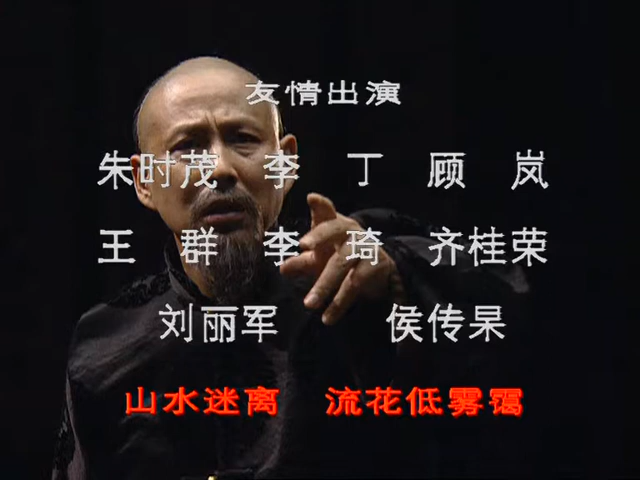 友情出演
朱时茂 李 丁 顾 岚
王 群 李 琦 齐桂荣
刘丽军 侯传杲
山水迷离 流花低雾霭